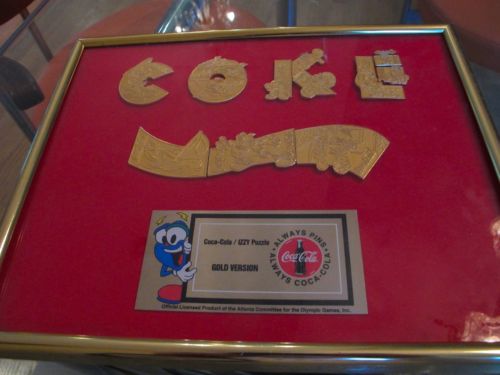 COKE
Coca-Cola / IZZY Puzzle
GOLD VERSION
ALWAYS PINS
Coca-Cola
ALWAYS COCA-COLA
Official Licensed Product of the Atlanta Committee for the Olympic Games, Inc.